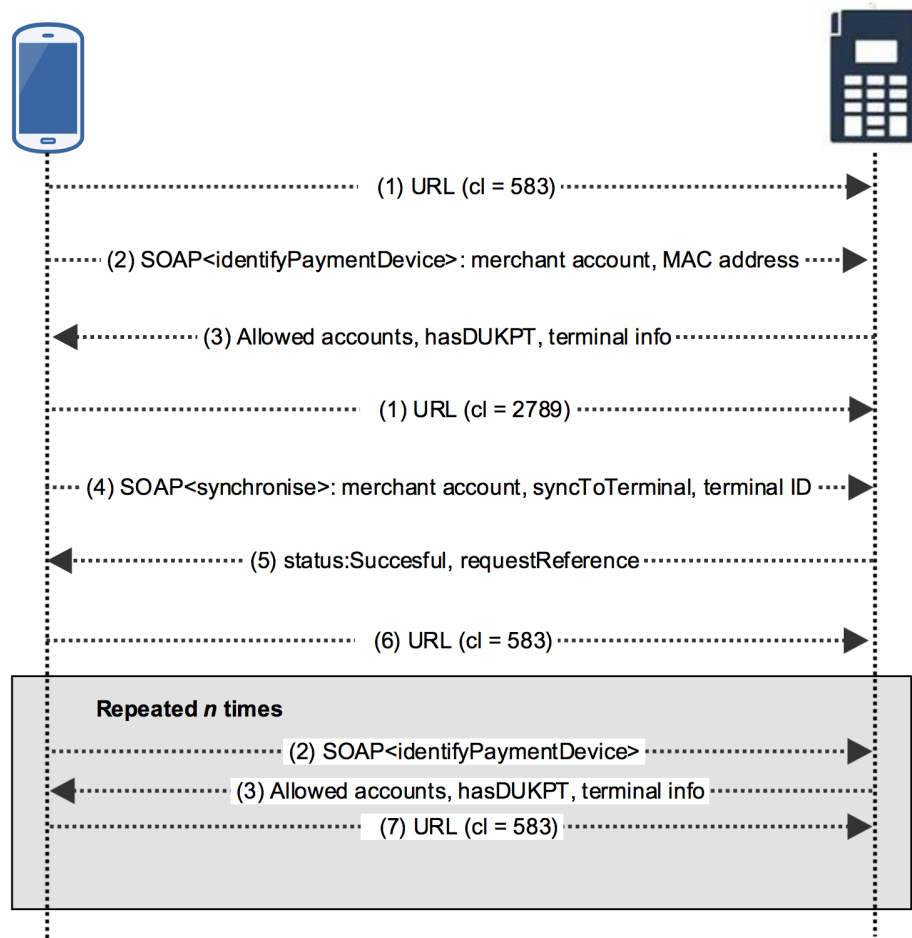 (1) URL (cl = 583)
(2) SOAP<identifyPaymentDevice>: merchant account, MAC address
(3) Allowed accounts, hasDUKPT, terminal info
(1) URL (cl = 2789)
(4) SOAP<synchronise>: merchant account, syncToTerminal, terminal ID
(5) status:Succesful, requestReference
(6) URL (cl = 583)
Repeated n times
(2) SOAP<identifyPaymentDevice>
(3) Allowed accounts, hasDUKPT, terminal info
(7) URL (cl = 583)